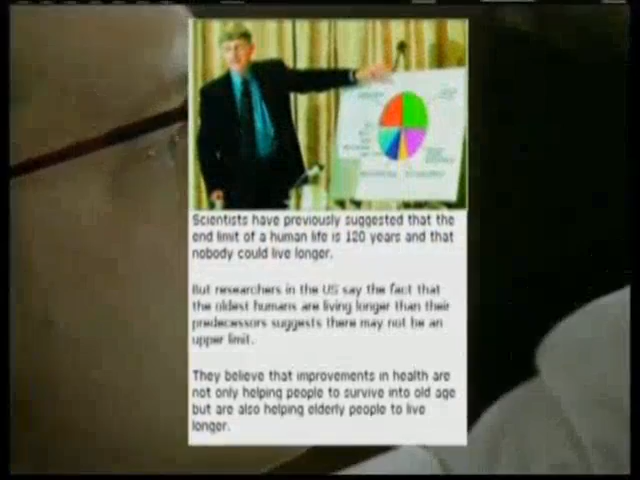 Scientists have previously suggested that the
end limit of a human life is 120 years and that
nobody could live longer.
But researchers in the US say the fact that
the oldest humans are living longer than their
predecessors suggests there may not be an
upper limit.
They believe that improvements in health are
not only helping people to survive into old age
but are also helping elderly people to live
longer.